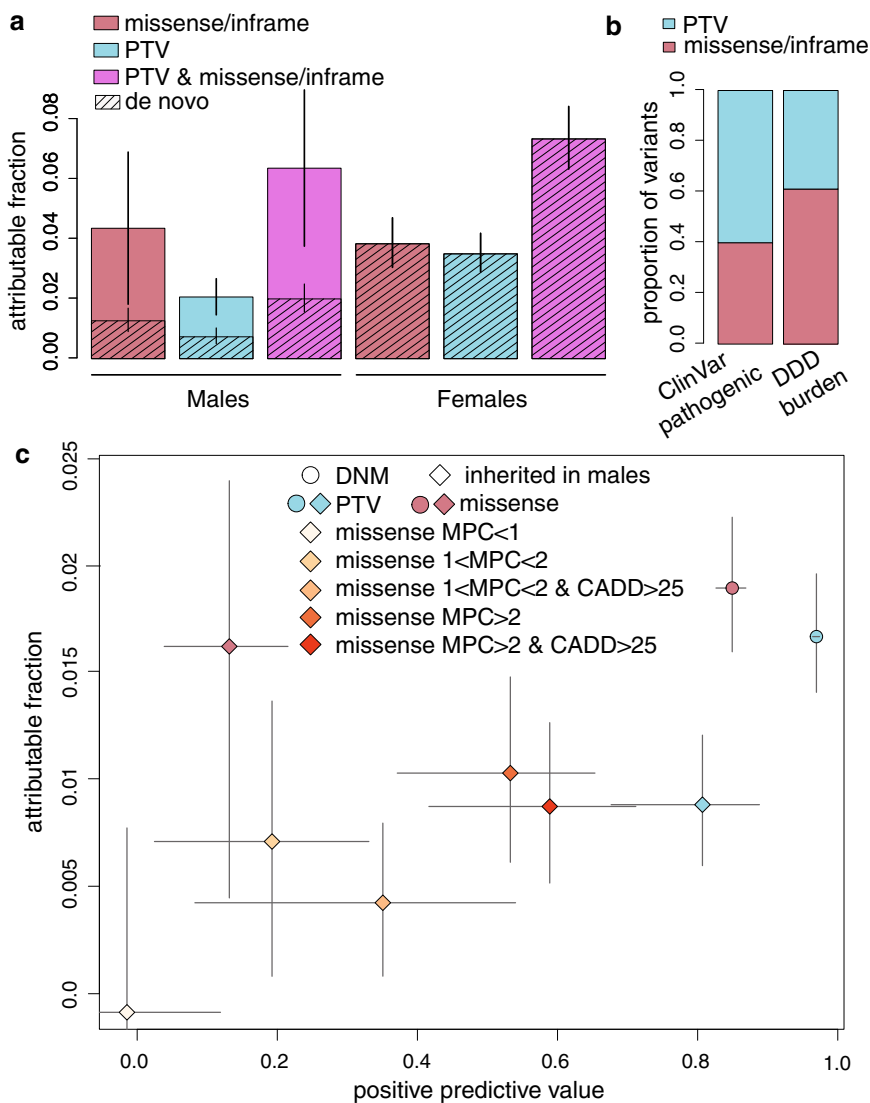 a
missense/inframe
PTV
PTV & missense/inframe
de novo
attributable fraction
0.00
0.02
0.04
0.06
0.08
Males
Females
b
PTV
missense/inframe
proportion of variants
0.0
0.2
0.4
0.6
0.8
1.0
ClinVar
pathogenic
DDD
burden
c
DNM
inherited in males
PTV
missense
missense MPC<1
missense 1<MPC<2
missense 1<MPC<2 & CADD>25
missense MPC>2
missense MPC>2 & CADD>25
attributable fraction
0.025
0.02
0.015
0.01
0.005
0.0
0.0
0.2
0.4
0.6
0.8
1.0
positive predictive value